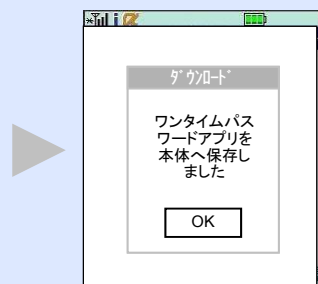 ﾀﾞｳﾝﾛｰﾄﾞ
ワンタイムパス
ワードアプリを
本体へ保存し
ました
OK